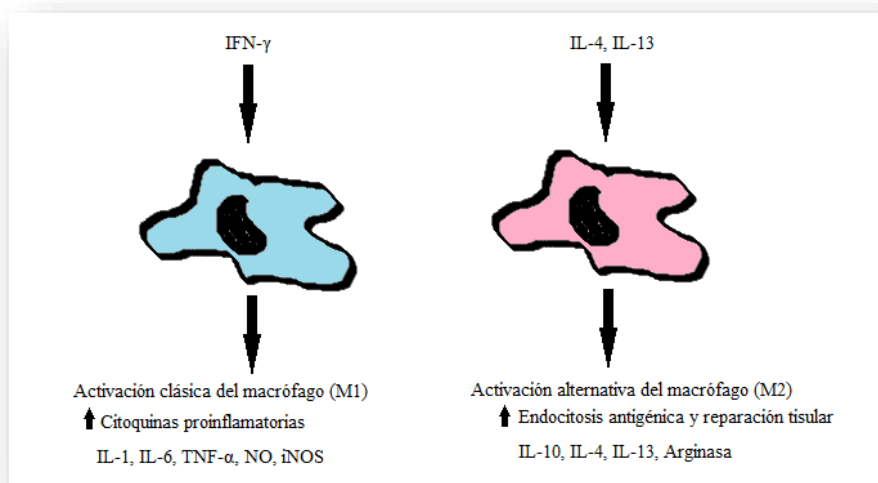 IFN-γ
IL-4, IL-13
Activación clásica del macrófago (M1)
Citoquinas proinflamatorias
IL-1, IL-6, TNF-α, NO, iNOS
Activación alternativa del macrófago (M2)
Endocitosis antigénica y reparación tisular
IL-10, IL-4, IL-13, Arginasa